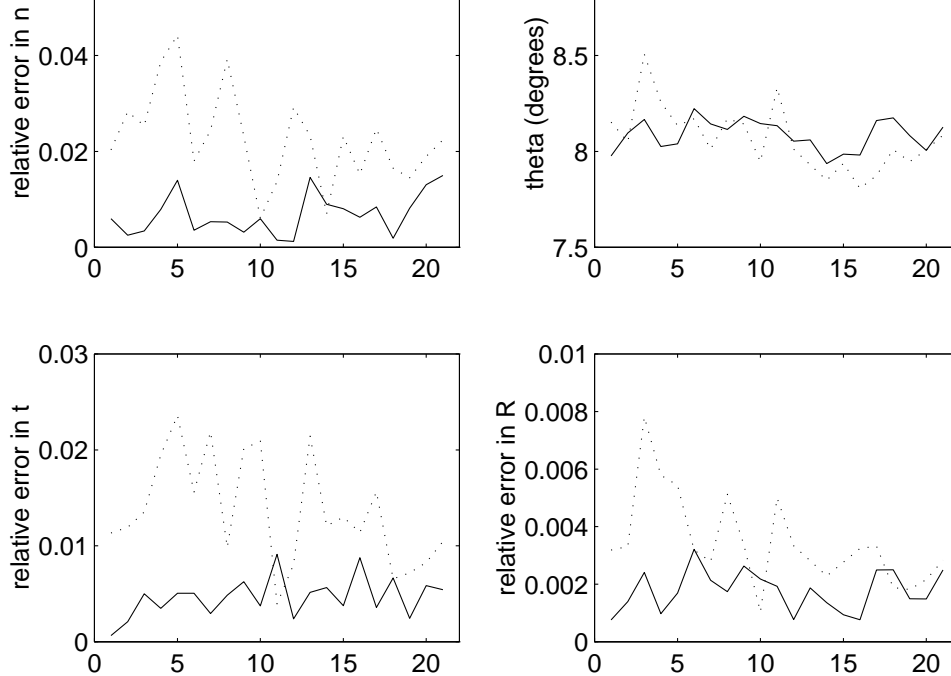 relative error in n
0.04
0.02
0
0 5 10 15 20
theta (degrees)
8.5
8
7.5
0 5 10 15 20
relative error in t
0.03
0.02
0.01
0
0 5 10 15 20
relative error in R
0.01
0.008
0.006
0.004
0.002
0
0 5 10 15 20